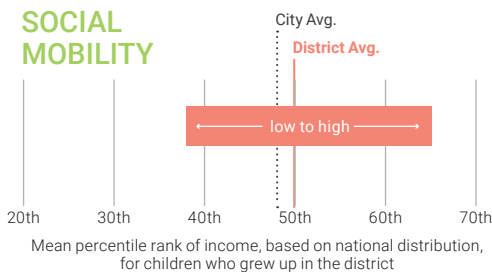 SOCIAL
MOBILITY
City Avg.
District Avg.
low to high
20th 30th 40th 50th 60th 70th
Mean percentile rank of income, based on national distribution,
for children who grew up in the district